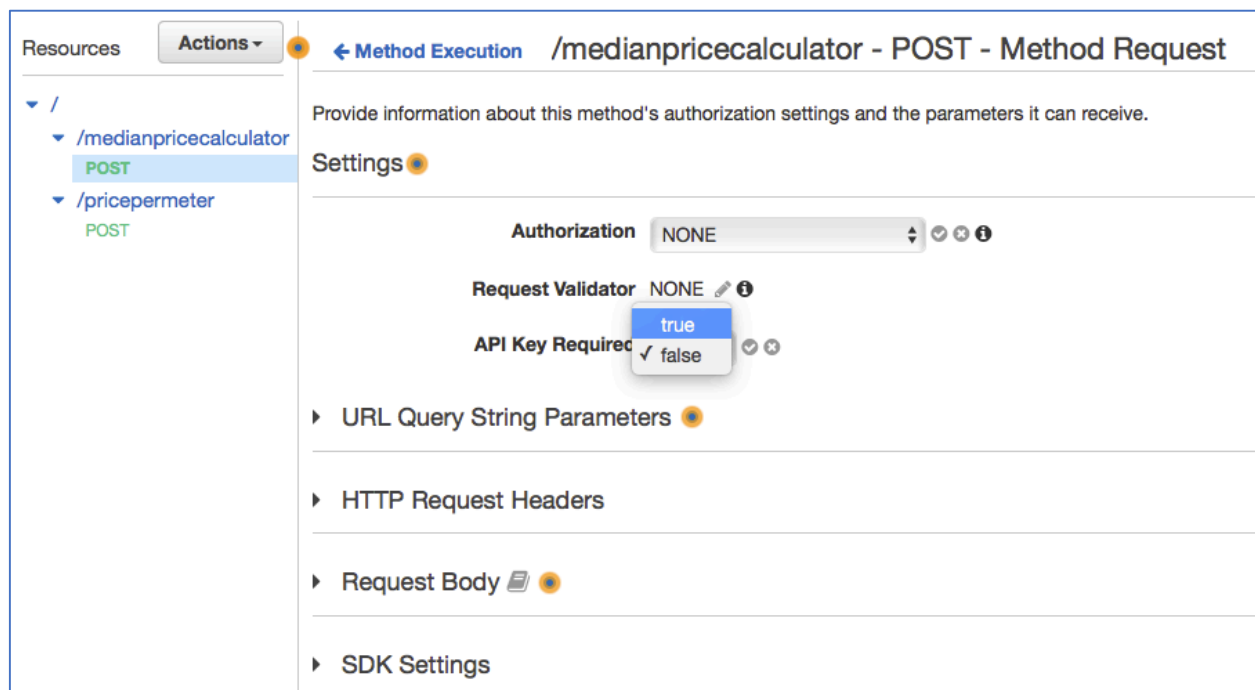 Resources
Actions
Method Execution
/medianpricecalculator - POST - Method Request
/
/medianpricecalculator
POST
/pricepermeter
POST
Provide information about this method's authorization settings and the parameters it can receive.
Settings
Authorization NONE
Request Validator NONE
true
API Key Required
✓ false
URL Query String Parameters
HTTP Request Headers
Request Body
SDK Settings